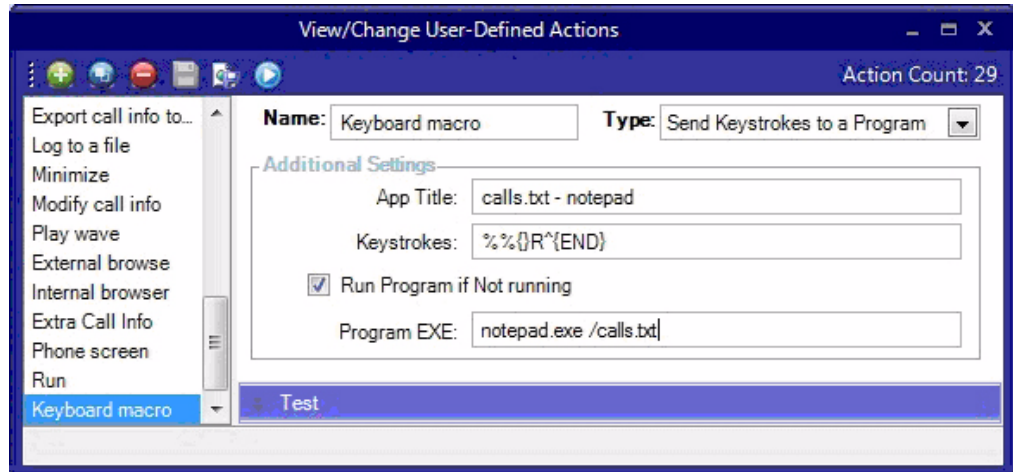 View/Change User-Defined Actions
Action Count: 29
Export call info to...
Log to a file
Minimize
Modify call info
Play wave
External browse
Internal browser
Extra Call Info
Phone screen
Run
Keyboard macro
Name: Keyboard macro Type: Send Keystrokes to a Program
Additional Settings
App Title: calls.txt - notepad
Keystrokes: %%{}R^{END}
Run Program if Not running
Program EXE: notepad.exe /calls.txt
Test